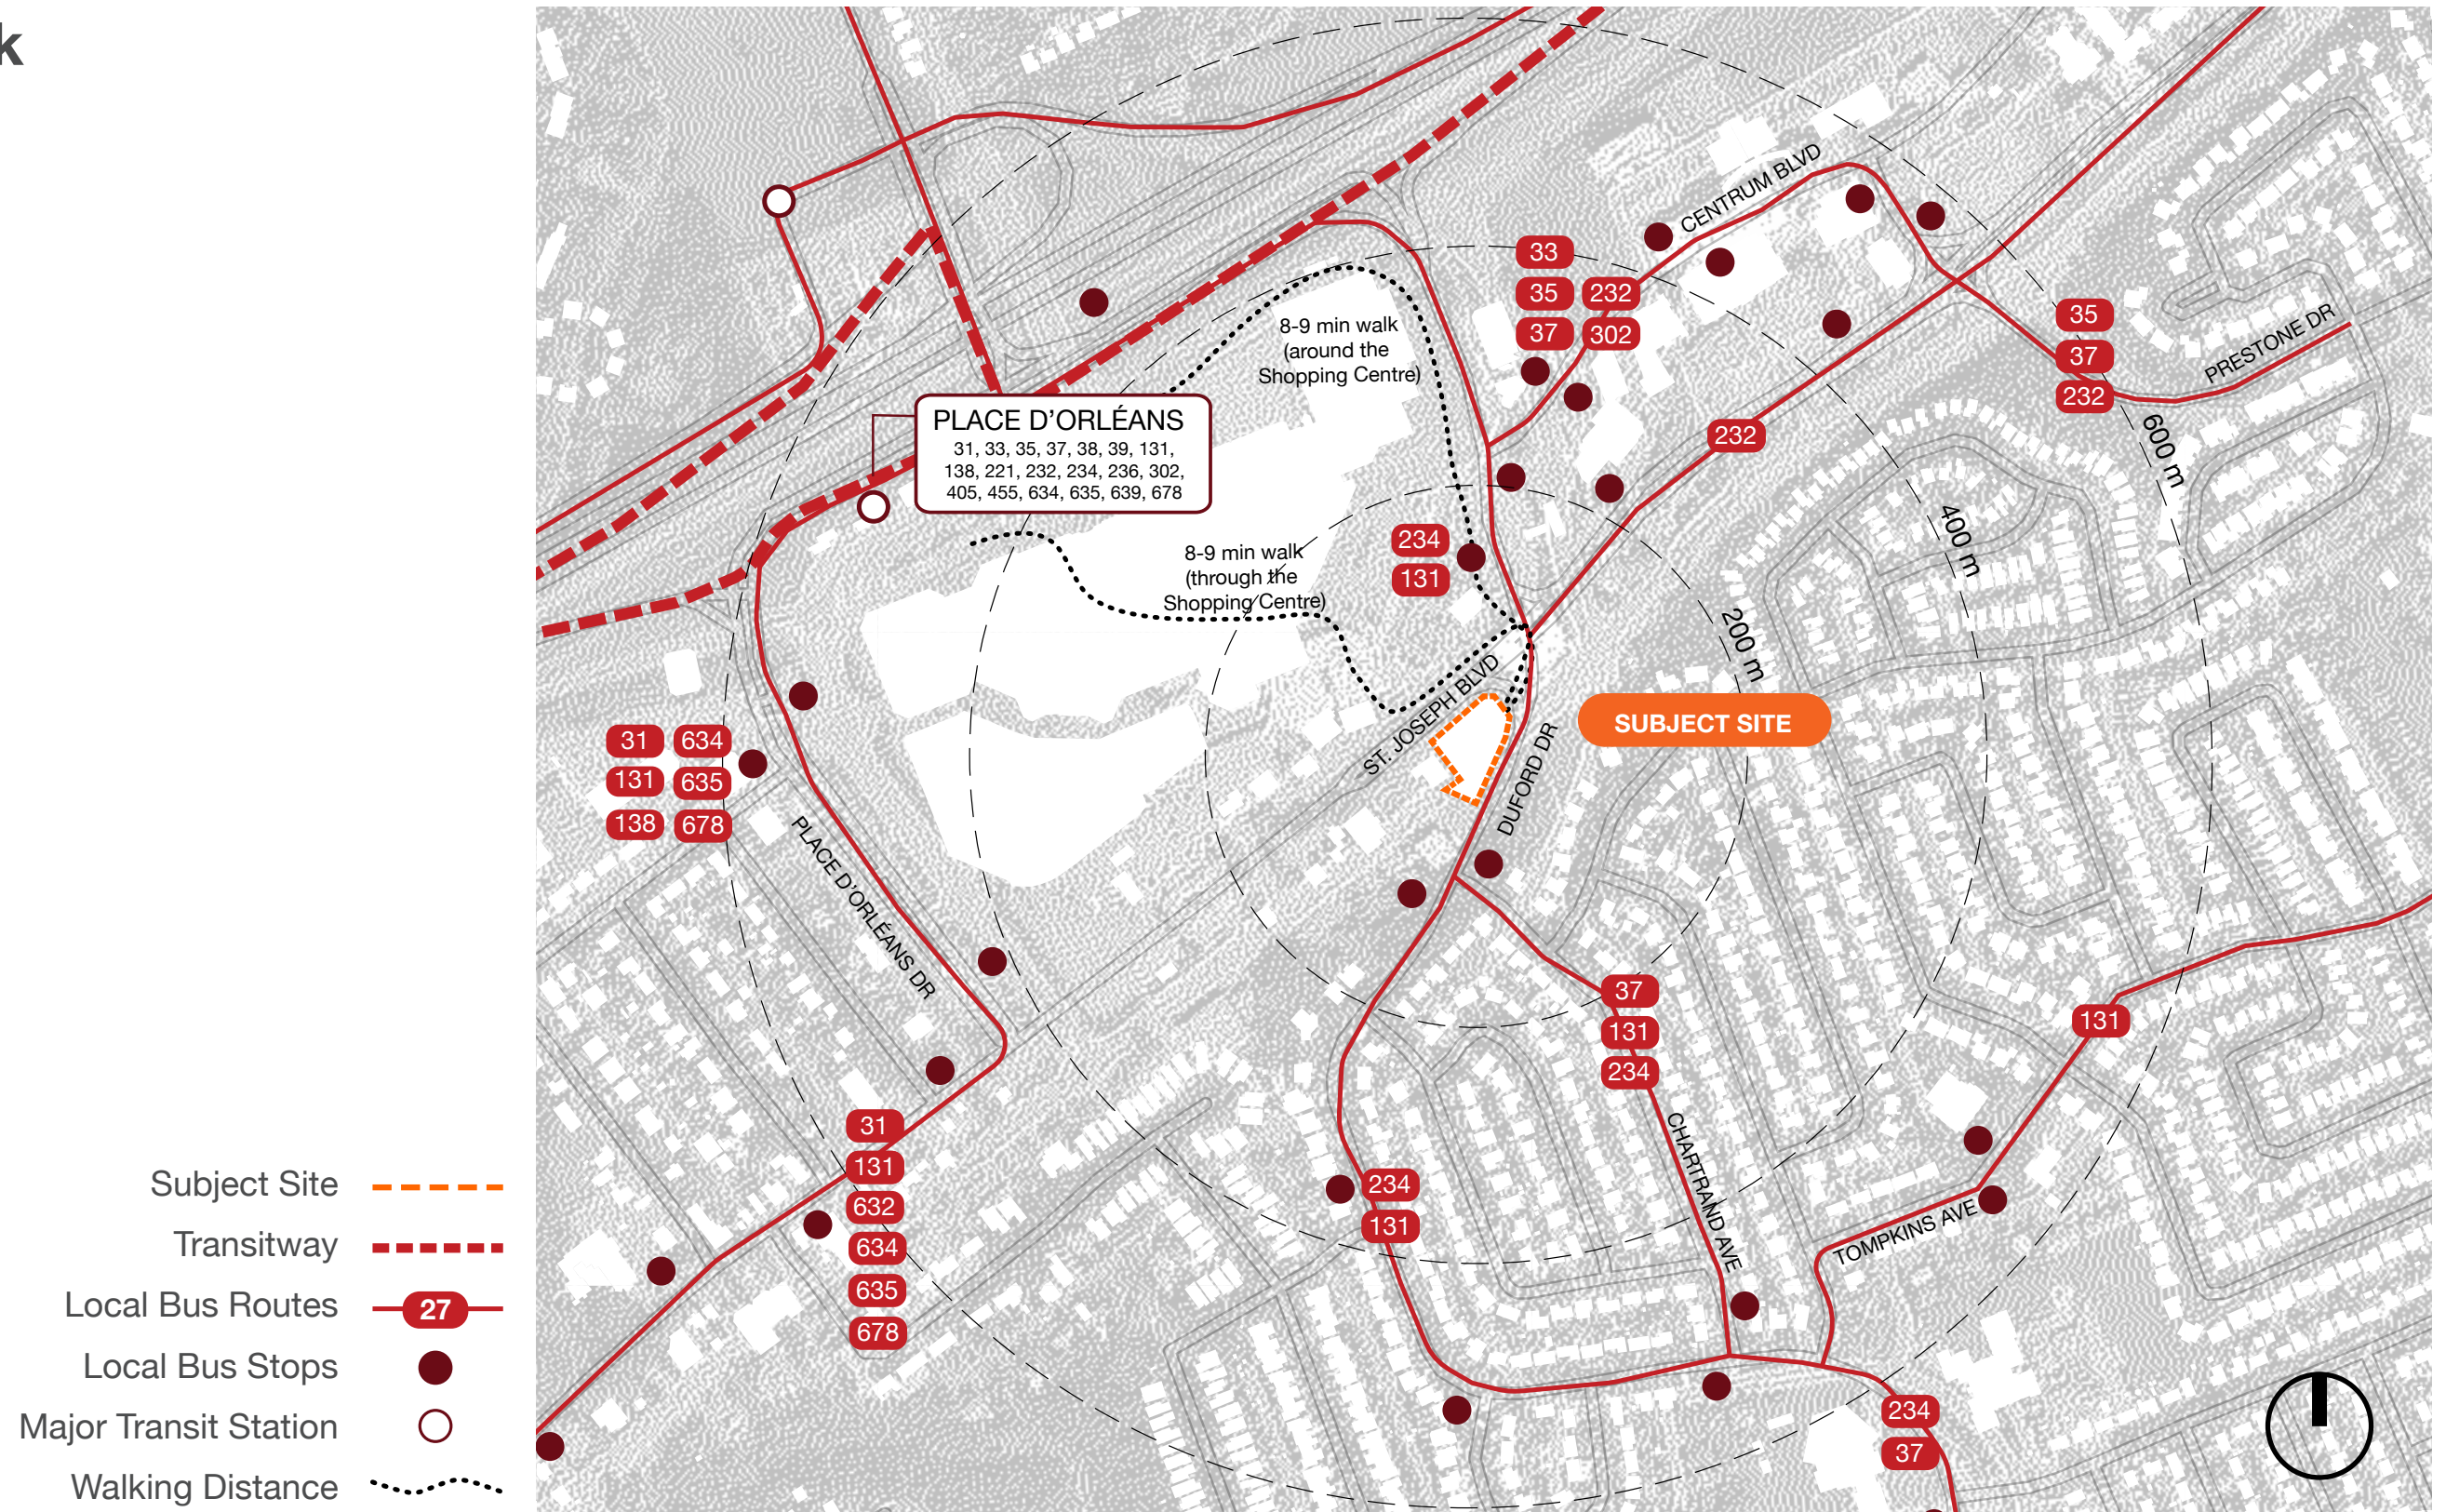 k
CENTRUM BLVD
33
35 232
37 302
8-9 min walk
(around the
Shopping Centre)
35
37
232
PRESTONE DR
PLACE D'ORLÉANS
31, 33, 35, 37, 38, 39, 131,
138, 221, 232, 234, 236, 302,
405, 455, 634, 635, 639, 678
232
600 m
400 m
200 m
234
131
8-9 min walk
(through the
Shopping Centre)
ST. JOSEPH BLVD
SUBJECT SITE
DUFORD DR
31 634
131 635
138 678
PLACE D'ORLÉANS DR
37
131
234
131
CHARTRAND AVE
31
131
632
634
635
678
234
131
TOMPKINS AVE
234
37
Subject Site
Transitway
Local Bus Routes 27
Local Bus Stops
Major Transit Station
Walking Distance